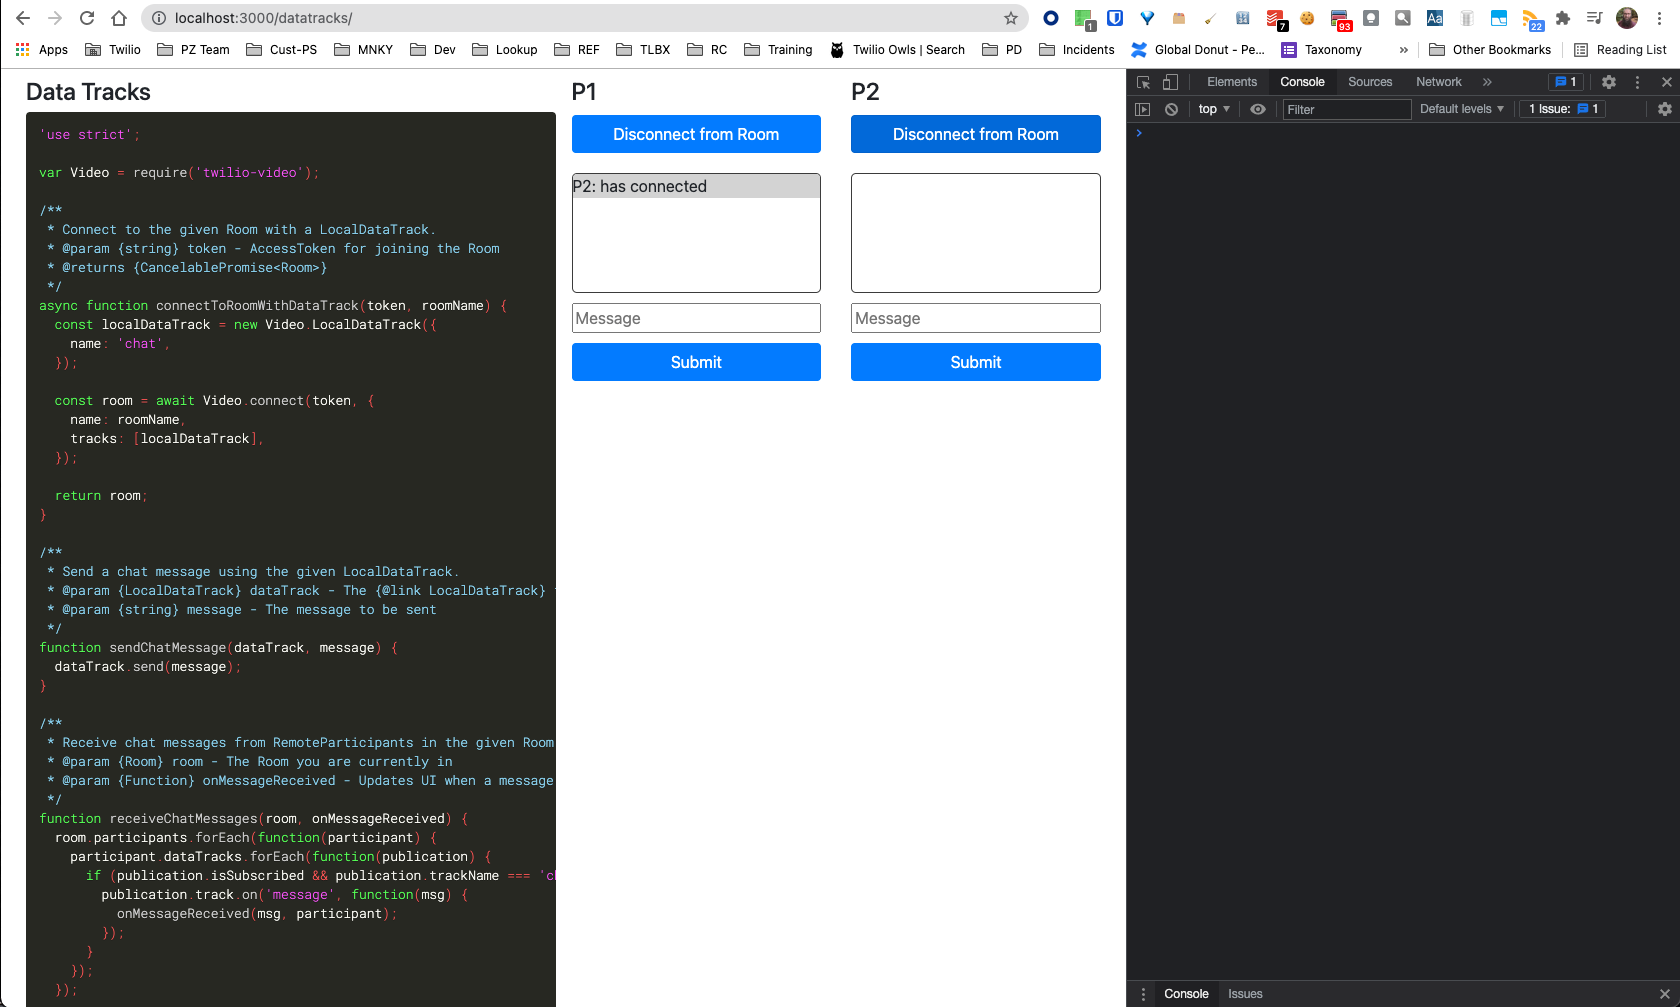 localhost:3000/datatracks/
1
7
93
Aa
22
Apps
Twilio
PZ Team
Cust-PS
MNKY
Dev
Lookup
REF
TLBX
RC
Training
Twilio Owls | Search
PD
Incidents
Global Donut - Pe...
Taxonomy
»
Other Bookmarks
Reading List
Data Tracks
'use strict';
var Video = require('twilio-video');
/**
 * Connect to the given Room with a LocalDataTrack.
 * @param {string} token - AccessToken for joining the Room
 * @returns {CancelablePromise<Room>}
 */
async function connectToRoomWithDataTrack(token, roomName) {
  const localDataTrack = new Video.LocalDataTrack({
    name: 'chat',
  });
  const room = await Video.connect(token, {
    name: roomName,
    tracks: [localDataTrack],
  });
  return room;
}
/**
 * Send a chat message using the given LocalDataTrack.
 * @param {LocalDataTrack} dataTrack - The {@link LocalDataTrack}
 * @param {string} message - The message to be sent
 */
function sendChatMessage(dataTrack, message) {
  dataTrack.send(message);
}
/**
 * Receive chat messages from RemoteParticipants in the given Room
 * @param {Room} room - The Room you are currently in
 * @param {Function} onMessageReceived - Updates UI when a message
 */
function receiveChatMessages(room, onMessageReceived) {
  room.participants.forEach(function(participant) {
    participant.dataTracks.forEach(function(publication) {
      if (publication.isSubscribed && publication.trackName === 'c
        publication.track.on('message', function(msg) {
          onMessageReceived(msg, participant);
        });
      }
    });
  });
P1
Disconnect from Room
P2: has connected
Message
Submit
P2
Disconnect from Room
Message
Submit
Elements
Console
Sources
Network
»
1
top
Filter
Default levels
1 Issue: 1
Console
Issues